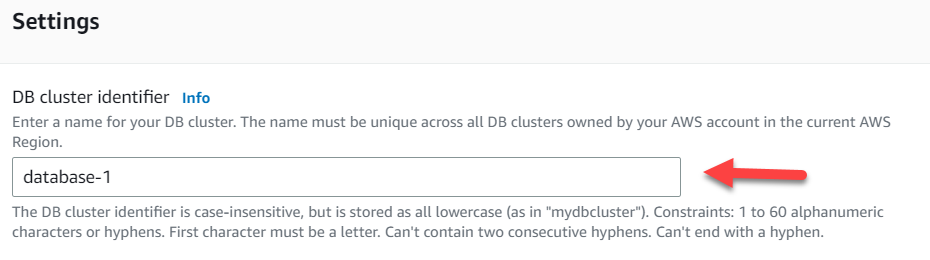 Settings
DB cluster identifier Info
Enter a name for your DB cluster. The name must be unique across all DB clusters owned by your AWS account in the current AWS
Region.
database-1
The DB cluster identifier is case-insensitive, but is stored as all lowercase (as in "mydbcluster"). Constraints: 1 to 60 alphanumeric
characters or hyphens. First character must be a letter. Can't contain two consecutive hyphens. Can't end with a hyphen.